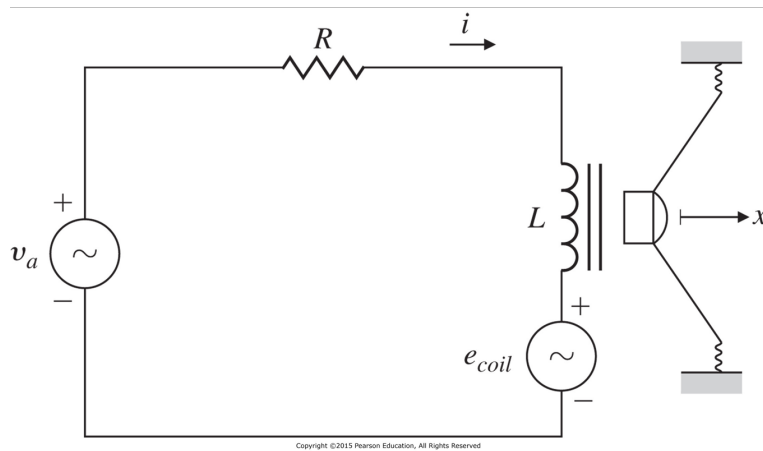 R
i
+
L
x
v_a
∼
−
+
e_coil
∼
−
Copyright ©2015 Pearson Education, All Rights Reserved